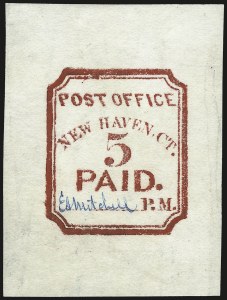 POST OFFICE
NEW HAVEN, CT.
5
PAID.
E A Mitchell P.M.